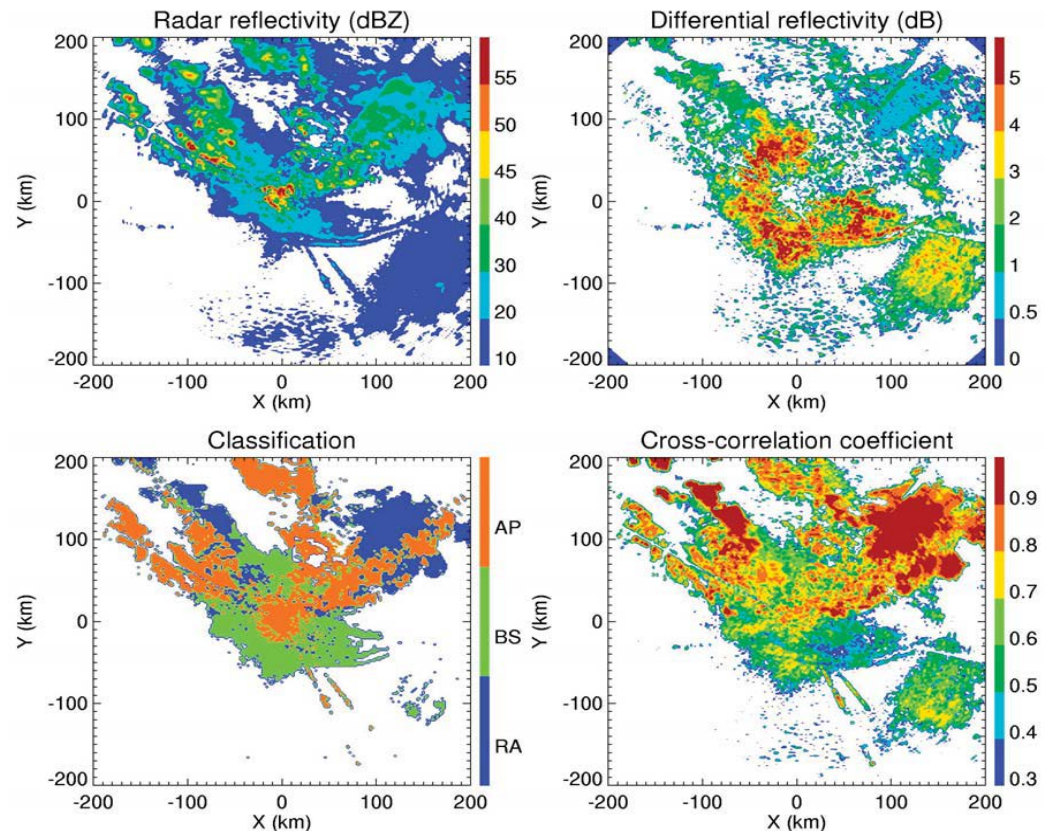 Radar reflectivity (dBZ)
200
100
0
-100
-200
Y (km)
-200 -100 0 100 200
X (km)
55
50
45
40
30
20
10
Differential reflectivity (dB)
200
100
0
-100
-200
Y (km)
-200 -100 0 100 200
X (km)
5
4
3
2
1
0.5
0
Classification
200
100
0
-100
-200
Y (km)
-200 -100 0 100 200
X (km)
AP
BS
RA
Cross-correlation coefficient
200
100
0
-100
-200
Y (km)
-200 -100 0 100 200
X (km)
0.9
0.8
0.7
0.6
0.5
0.4
0.3